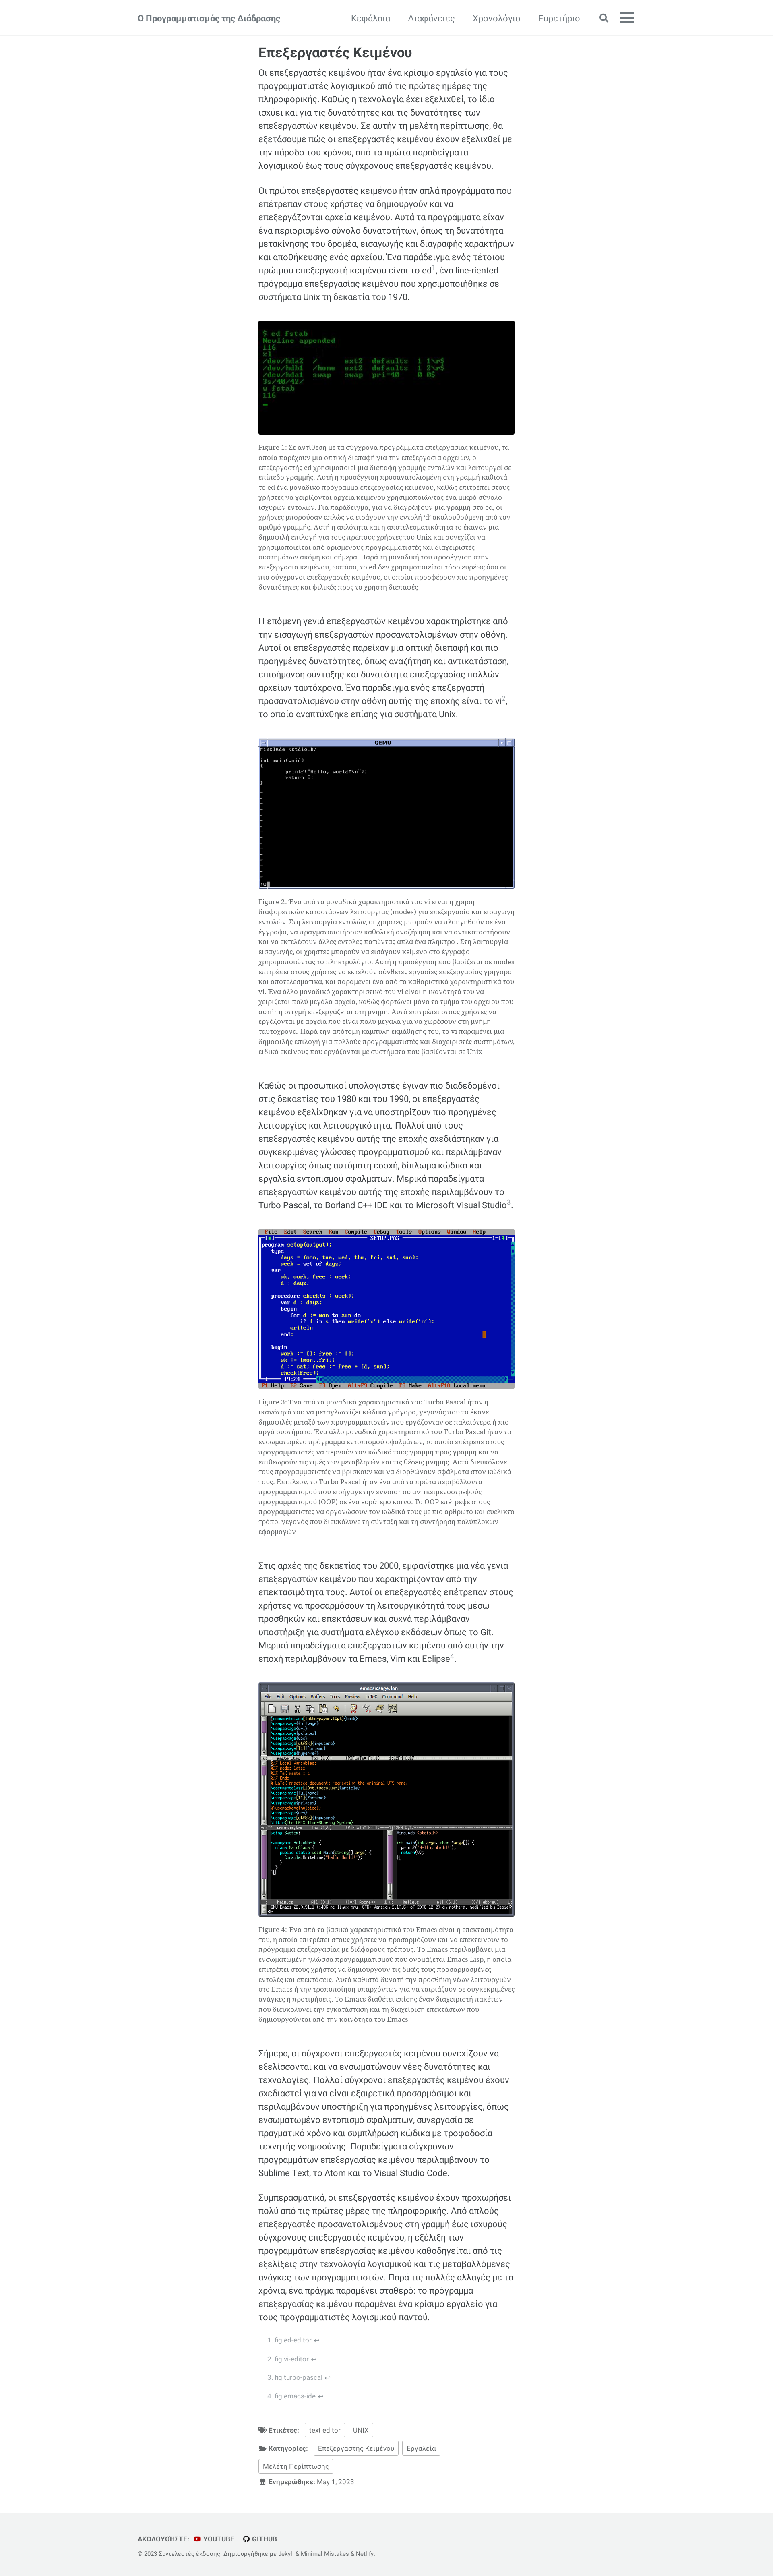 Ο Προγραμματισμός της Διάδρασης
Κεφάλαια Διαφάνειες Χρονολόγιο Ευρετήριο
Επεξεργαστές Κειμένου
Οι επεξεργαστές κειμένου ήταν ένα κρίσιμο εργαλείο για τους
προγραμματιστές λογισμικού από τις πρώτες ημέρες της
πληροφορικής. Καθώς η τεχνολογία έχει εξελιχθεί, το ίδιο
ισχύει και για τις δυνατότητες και τις δυνατότητες των
επεξεργαστών κειμένου. Σε αυτήν τη μελέτη περίπτωσης, θα
εξετάσουμε πώς οι επεξεργαστές κειμένου έχουν εξελιχθεί με
την πάροδο του χρόνου, από τα πρώτα παραδείγματα
λογισμικού έως τους σύγχρονους επεξεργαστές κειμένου.
Οι πρώτοι επεξεργαστές κειμένου ήταν απλά προγράμματα που
επέτρεπαν στους χρήστες να δημιουργούν και να
επεξεργάζονται αρχεία κειμένου. Αυτά τα προγράμματα είχαν
ένα περιορισμένο σύνολο δυνατοτήτων, όπως τη δυνατότητα
μετακίνησης του δρομέα, εισαγωγής και διαγραφής χαρακτήρων
και αποθήκευσης ενός αρχείου. Ένα παράδειγμα ενός τέτοιου
πρώιμου επεξεργαστή κειμένου είναι το ed1, ένα line-riented
πρόγραμμα επεξεργασίας κειμένου που χρησιμοποιήθηκε σε
συστήματα Unix τη δεκαετία του 1970.
$ ed fstab
Newline appended
116
%l
/dev/hda2 / ext2 defaults 1 1\r$
/dev/hdb1 /home ext2 defaults 1 2\r$
/dev/hda1 swap swap pri=40 0 0$
3s/40/42/
w fstab
116
Figure 1: Σε αντίθεση με τα σύγχρονα προγράμματα επεξεργασίας κειμένου, τα
οποία παρέχουν μια οπτική διεπαφή για την επεξεργασία αρχείων, ο
επεξεργαστής ed χρησιμοποιεί μια διεπαφή γραμμής εντολών και λειτουργεί σε
επίπεδο γραμμής. Αυτή η προσέγγιση προσανατολισμένη στη γραμμή καθιστά
το ed ένα μοναδικό πρόγραμμα επεξεργασίας κειμένου, καθώς επιτρέπει στους
χρήστες να χειρίζονται αρχεία κειμένου χρησιμοποιώντας ένα μικρό σύνολο
ισχυρών εντολών. Για παράδειγμα, για να διαγράψουν μια γραμμή στο ed, οι
χρήστες μπορούσαν απλώς να εισάγουν την εντολή 'd' ακολουθούμενη από τον
αριθμό γραμμής. Αυτή η απλότητα και η αποτελεσματικότητα το έκαναν μια
δημοφιλή επιλογή για τους πρώτους χρήστες του Unix και συνεχίζει να
χρησιμοποιείται από ορισμένους προγραμματιστές και διαχειριστές
συστημάτων ακόμη και σήμερα. Παρά τη μοναδική του προσέγγιση στην
επεξεργασία κειμένου, ωστόσο, το ed δεν χρησιμοποιείται τόσο ευρέως όσο οι
πιο σύγχρονοι επεξεργαστές κειμένου, οι οποίοι προσφέρουν πιο προηγμένες
δυνατότητες και φιλικές προς το χρήστη διεπαφές
Η επόμενη γενιά επεξεργαστών κειμένου χαρακτηρίστηκε από
την εισαγωγή επεξεργαστών προσανατολισμένων στην οθόνη.
Αυτοί οι επεξεργαστές παρείχαν μια οπτική διεπαφή και πιο
προηγμένες δυνατότητες, όπως αναζήτηση και αντικατάσταση,
επισήμανση σύνταξης και δυνατότητα επεξεργασίας πολλών
αρχείων ταυτόχρονα. Ένα παράδειγμα ενός επεξεργαστή
προσανατολισμένου στην οθόνη αυτής της εποχής είναι το vi2,
το οποίο αναπτύχθηκε επίσης για συστήματα Unix.
QEMU
#include <stdio.h>
int main(void)
{
printf("Hello, world!\n");
return 0;
}
:w
Figure 2: Ένα από τα μοναδικά χαρακτηριστικά του vi είναι η χρήση
διαφορετικών καταστάσεων λειτουργίας (modes) για επεξεργασία και εισαγωγή
εντολών. Στη λειτουργία εντολών, οι χρήστες μπορούν να πλοηγηθούν σε ένα
έγγραφο, να πραγματοποιήσουν καθολική αναζήτηση και να αντικαταστήσουν
και να εκτελέσουν άλλες εντολές πατώντας απλά ένα πλήκτρο . Στη λειτουργία
εισαγωγής, οι χρήστες μπορούν να εισάγουν κείμενο στο έγγραφο
χρησιμοποιώντας το πληκτρολόγιο. Αυτή η προσέγγιση που βασίζεται σε modes
επιτρέπει στους χρήστες να εκτελούν σύνθετες εργασίες επεξεργασίας γρήγορα
και αποτελεσματικά, και παραμένει ένα από τα καθοριστικά χαρακτηριστικά του
vi. Ένα άλλο μοναδικό χαρακτηριστικό του vi είναι η ικανότητά του να
χειρίζεται πολύ μεγάλα αρχεία, καθώς φορτώνει μόνο το τμήμα του αρχείου που
αυτή τη στιγμή επεξεργάζεται στη μνήμη. Αυτό επιτρέπει στους χρήστες να
εργάζονται με αρχεία που είναι πολύ μεγάλα για να χωρέσουν στη μνήμη
ταυτόχρονα. Παρά την απότομη καμπύλη εκμάθησής του, το vi παραμένει μια
δημοφιλής επιλογή για πολλούς προγραμματιστές και διαχειριστές συστημάτων,
ειδικά εκείνους που εργάζονται με συστήματα που βασίζονται σε Unix
Καθώς οι προσωπικοί υπολογιστές έγιναν πιο διαδεδομένοι
στις δεκαετίες του 1980 και του 1990, οι επεξεργαστές
κειμένου εξελίχθηκαν για να υποστηρίζουν πιο προηγμένες
λειτουργίες και λειτουργικότητα. Πολλοί από τους
επεξεργαστές κειμένου αυτής της εποχής σχεδιάστηκαν για
συγκεκριμένες γλώσσες προγραμματισμού και περιλάμβαναν
λειτουργίες όπως αυτόματη εσοχή, δίπλωμα κώδικα και
εργαλεία εντοπισμού σφαλμάτων. Μερικά παραδείγματα
επεξεργαστών κειμένου αυτής της εποχής περιλαμβάνουν το
Turbo Pascal, το Borland C++ IDE και το Microsoft Visual Studio3.
File Edit Search Run Compile Debug Tools Options Window Help
SETUP.PAS
program setup(output);
type
days = (mon, tue, wed, thu, fri, sat, sun);
week = set of days;
var
wk, work, free : week;
d : days;
procedure check(s : week);
var d : days;
begin
for d := mon to sun do
if d in s then write('x') else write('o');
writeln
end;
begin
work := []; free := [];
wk := [mon..fri];
d := sat; free := free + [d, sun];
check(free);
19:24
F1 Help F2 Save F3 Open Alt+F9 Compile F9 Make Alt+F10 Local menu
Figure 3: Ένα από τα μοναδικά χαρακτηριστικά του Turbo Pascal ήταν η
ικανότητά του να μεταγλωττίζει κώδικα γρήγορα, γεγονός που το έκανε
δημοφιλές μεταξύ των προγραμματιστών που εργάζονταν σε παλαιότερα ή πιο
αργά συστήματα. Ένα άλλο μοναδικό χαρακτηριστικό του Turbo Pascal ήταν το
ενσωματωμένο πρόγραμμα εντοπισμού σφαλμάτων, το οποίο επέτρεπε στους
προγραμματιστές να περνούν τον κώδικά τους γραμμή προς γραμμή και να
επιθεωρούν τις τιμές των μεταβλητών και τις θέσεις μνήμης. Αυτό διευκόλυνε
τους προγραμματιστές να βρίσκουν και να διορθώνουν σφάλματα στον κώδικά
τους. Επιπλέον, το Turbo Pascal ήταν ένα από τα πρώτα περιβάλλοντα
προγραμματισμού που εισήγαγε την έννοια του αντικειμενοστρεφούς
προγραμματισμού (OOP) σε ένα ευρύτερο κοινό. Το OOP επέτρεψε στους
προγραμματιστές να οργανώσουν τον κώδικά τους με πιο αρθρωτό και ευέλικτο
τρόπο, γεγονός που διευκόλυνε τη σύνταξη και τη συντήρηση πολύπλοκων
εφαρμογών
Στις αρχές της δεκαετίας του 2000, εμφανίστηκε μια νέα γενιά
επεξεργαστών κειμένου που χαρακτηρίζονταν από την
επεκτασιμότητα τους. Αυτοί οι επεξεργαστές επέτρεπαν στους
χρήστες να προσαρμόσουν τη λειτουργικότητά τους μέσω
προσθηκών και επεκτάσεων και συχνά περιλάμβαναν
υποστήριξη για συστήματα ελέγχου εκδόσεων όπως το Git.
Μερικά παραδείγματα επεξεργαστών κειμένου από αυτήν την
εποχή περιλαμβάνουν τα Emacs, Vim και Eclipse4.
emacs@sage.lan
File Edit Options Buffers Tools Preview LaTeX Command Help
Figure 4: Ένα από τα βασικά χαρακτηριστικά του Emacs είναι η επεκτασιμότητα
του, η οποία επιτρέπει στους χρήστες να προσαρμόζουν και να επεκτείνουν το
πρόγραμμα επεξεργασίας με διάφορους τρόπους. Το Emacs περιλαμβάνει μια
ενσωματωμένη γλώσσα προγραμματισμού που ονομάζεται Emacs Lisp, η οποία
επιτρέπει στους χρήστες να δημιουργούν τις δικές τους προσαρμοσμένες
εντολές και επεκτάσεις. Αυτό καθιστά δυνατή την προσθήκη νέων λειτουργιών
στο Emacs ή την τροποποίηση υπαρχόντων για να ταιριάζουν σε συγκεκριμένες
ανάγκες ή προτιμήσεις. Το Emacs διαθέτει επίσης έναν διαχειριστή πακέτων
που διευκολύνει την εγκατάσταση και τη διαχείριση επεκτάσεων που
δημιουργούνται από την κοινότητα του Emacs
Σήμερα, οι σύγχρονοι επεξεργαστές κειμένου συνεχίζουν να
εξελίσσονται και να ενσωματώνουν νέες δυνατότητες και
τεχνολογίες. Πολλοί σύγχρονοι επεξεργαστές κειμένου έχουν
σχεδιαστεί για να είναι εξαιρετικά προσαρμόσιμοι και
περιλαμβάνουν υποστήριξη για προηγμένες λειτουργίες, όπως
ενσωματωμένο εντοπισμό σφαλμάτων, συνεργασία σε
πραγματικό χρόνο και συμπλήρωση κώδικα με τροφοδοσία
τεχνητής νοημοσύνης. Παραδείγματα σύγχρονων
προγραμμάτων επεξεργασίας κειμένου περιλαμβάνουν το
Sublime Text, το Atom και το Visual Studio Code.
Συμπερασματικά, οι επεξεργαστές κειμένου έχουν προχωρήσει
πολύ από τις πρώτες μέρες της πληροφορικής. Από απλούς
επεξεργαστές προσανατολισμένους στη γραμμή έως ισχυρούς
σύγχρονους επεξεργαστές κειμένου, η εξέλιξη των
προγραμμάτων επεξεργασίας κειμένου καθοδηγείται από τις
εξελίξεις στην τεχνολογία λογισμικού και τις μεταβαλλόμενες
ανάγκες των προγραμματιστών. Παρά τις πολλές αλλαγές με τα
χρόνια, ένα πράγμα παραμένει σταθερό: το πρόγραμμα
επεξεργασίας κειμένου παραμένει ένα κρίσιμο εργαλείο για
τους προγραμματιστές λογισμικού παντού.
1. fig:ed-editor ↩
2. fig:vi-editor ↩
3. fig:turbo-pascal ↩
4. fig:emacs-ide ↩
Ετικέτες: text editor UNIX
Κατηγορίες: Επεξεργαστής Κειμένου Εργαλεία
Μελέτη Περίπτωσης
Ενημερώθηκε: May 1, 2023
ΑΚΟΛΟΥΘΉΣΤΕ: YOUTUBE GITHUB
© 2023 Συντελεστές έκδοσης. Δημιουργήθηκε με Jekyll & Minimal Mistakes & Netlify.